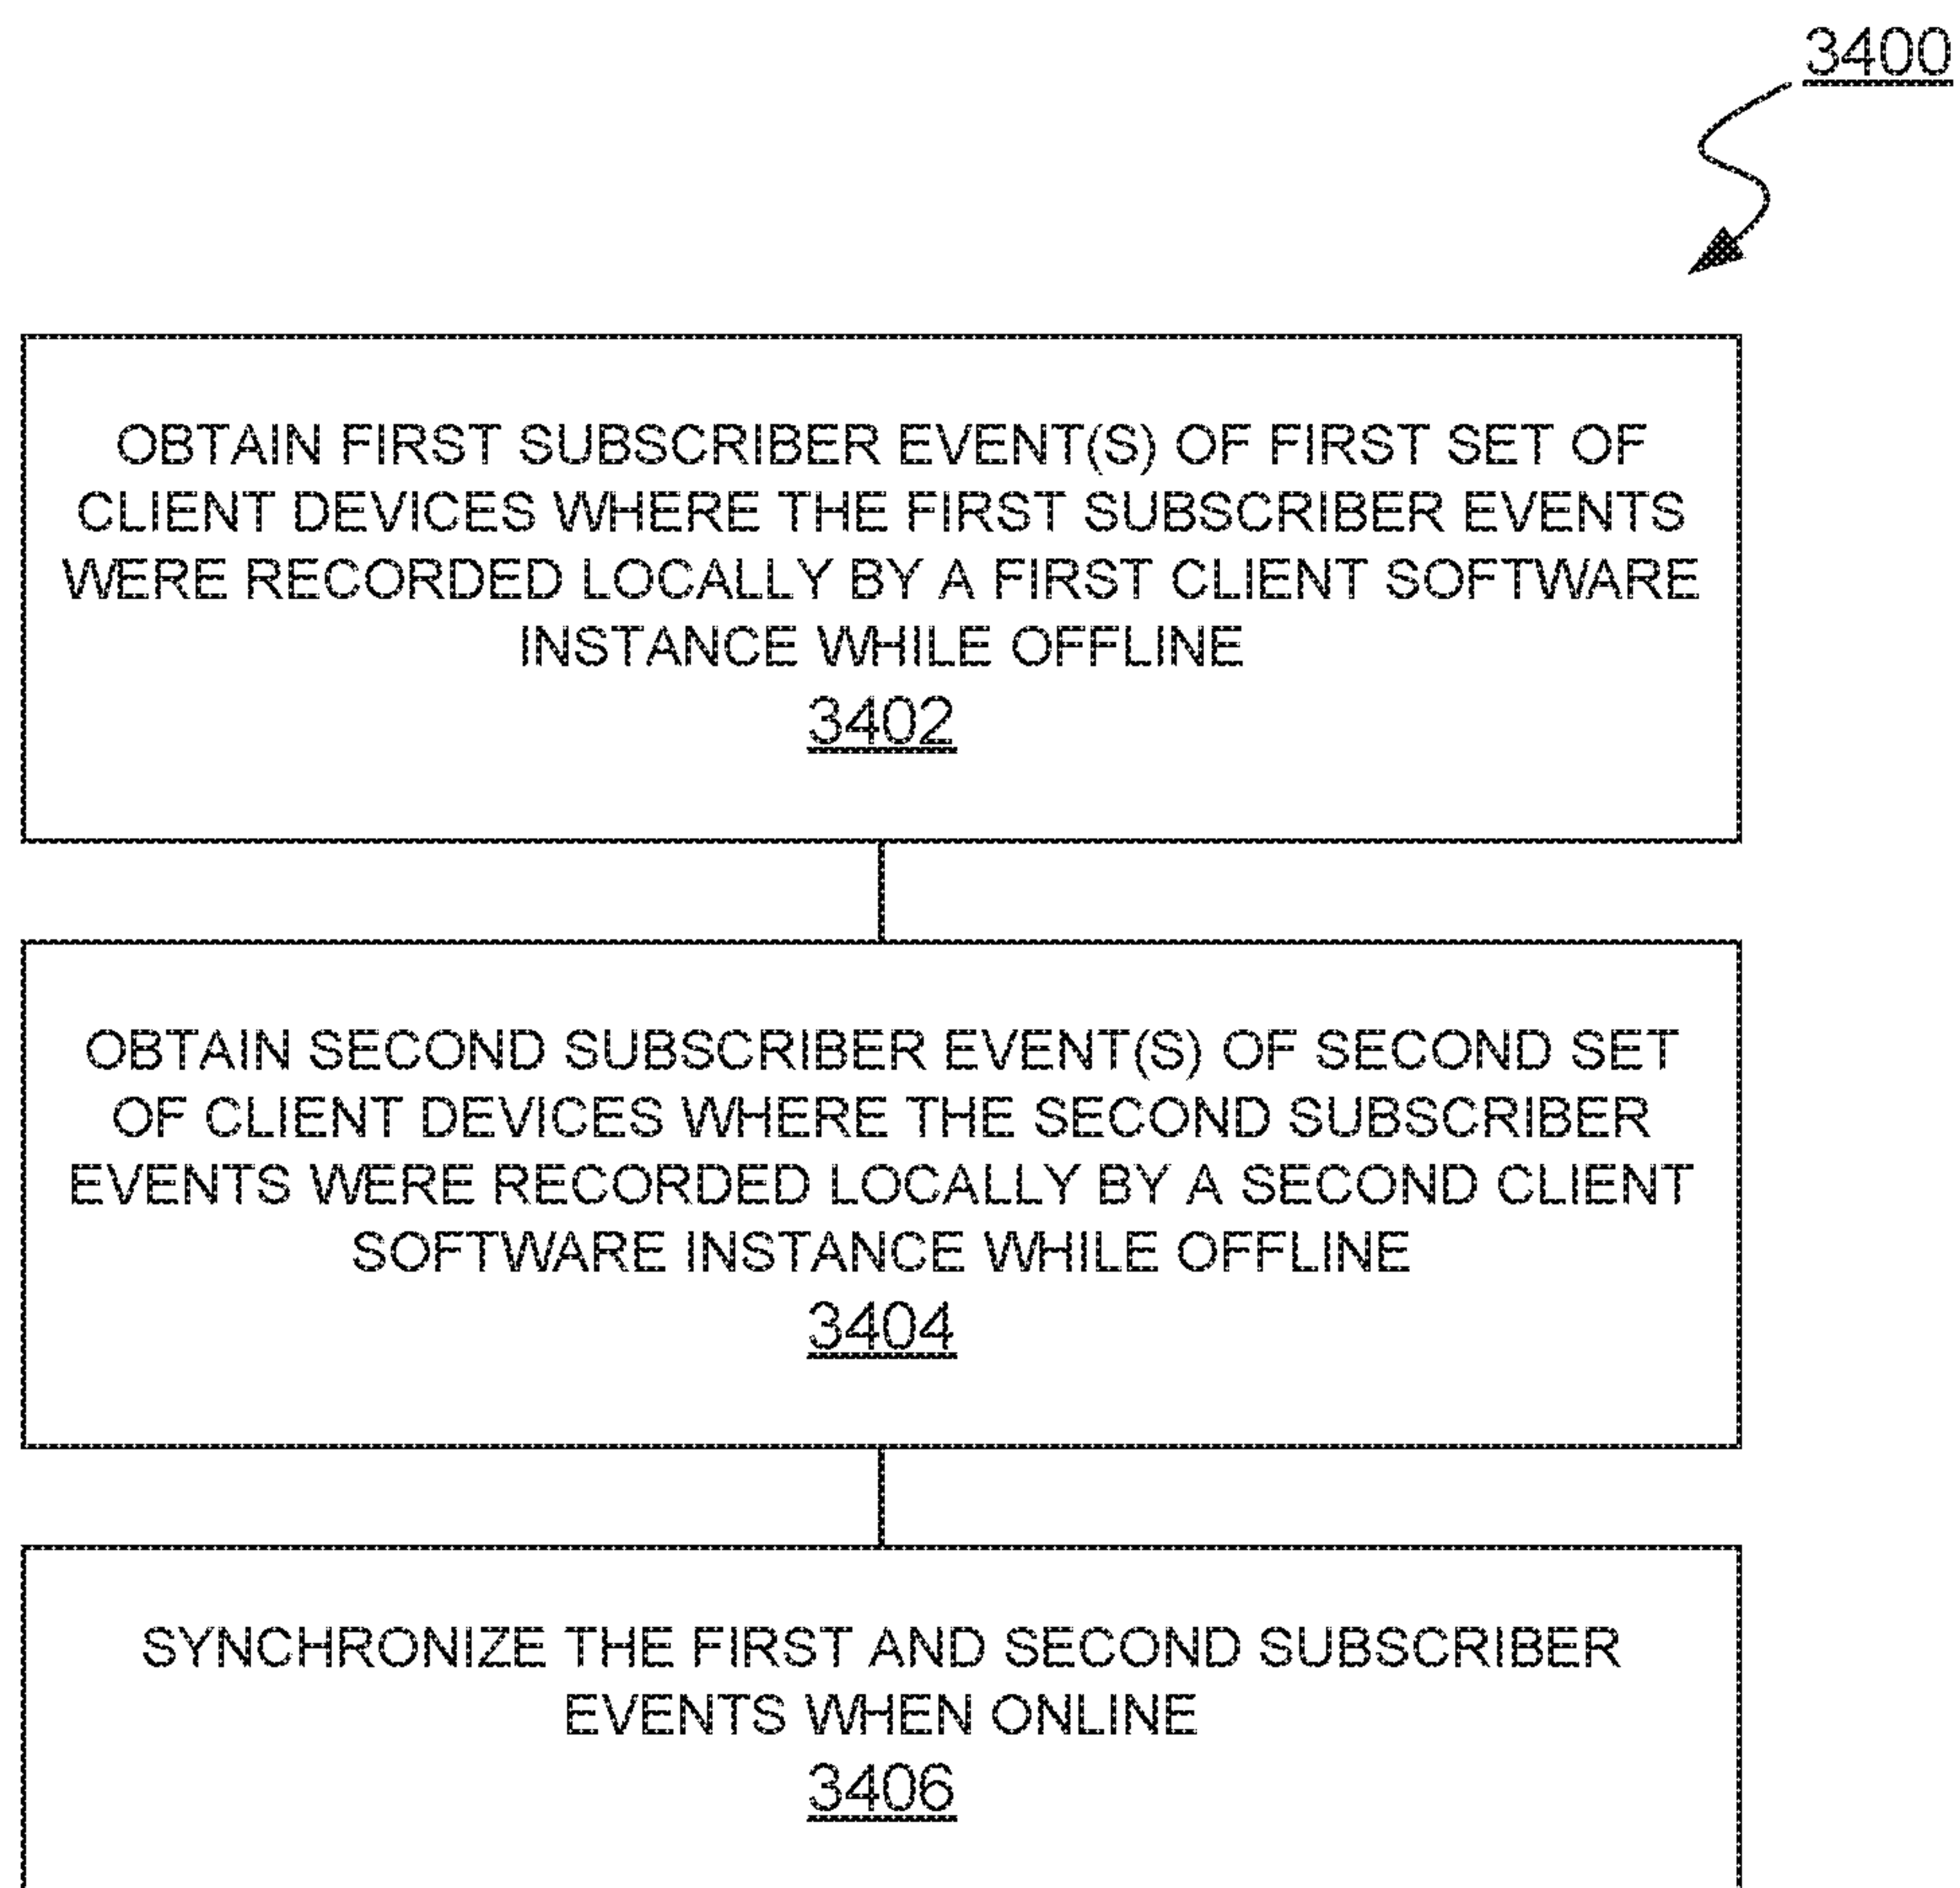 3400
OBTAIN FIRST SUBSCRIBER EVENT(S) OF FIRST SET OF
CLIENT DEVICES WHERE THE FIRST SUBSCRIBER EVENTS
WERE RECORDED LOCALLY BY A FIRST CLIENT SOFTWARE
INSTANCE WHILE OFFLINE
3402
OBTAIN SECOND SUBSCRIBER EVENT(S) OF SECOND SET
OF CLIENT DEVICES WHERE THE SECOND SUBSCRIBER
EVENTS WERE RECORDED LOCALLY BY A SECOND CLIENT
SOFTWARE INSTANCE WHILE OFFLINE
3404
SYNCHRONIZE THE FIRST AND SECOND SUBSCRIBER
EVENTS WHEN ONLINE
3406